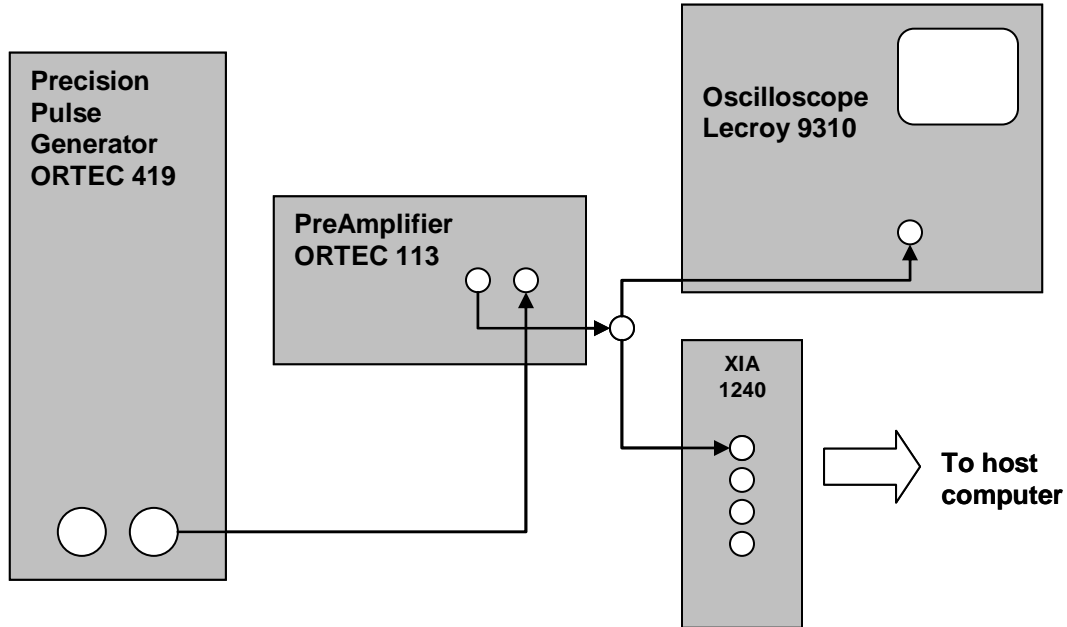 Precision
Pulse
Generator
ORTEC 419
PreAmplifier
ORTEC 113
Oscilloscope
Lecroy 9310
XIA
1240
To host
computer